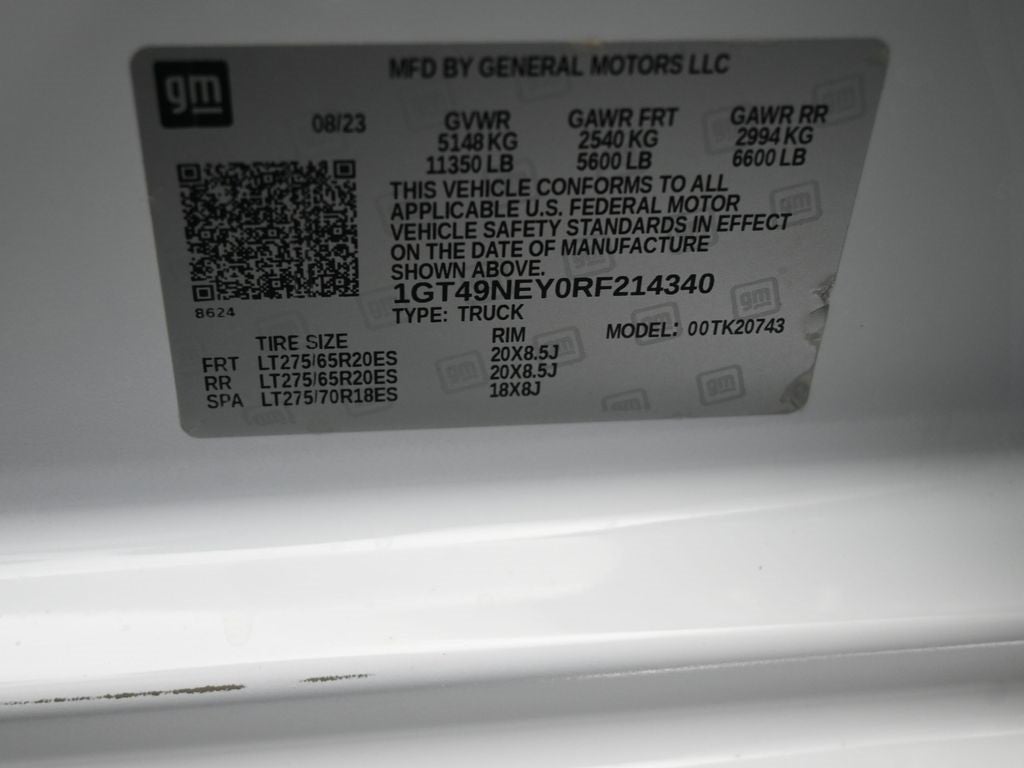 gm
MFD BY GENERAL MOTORS LLC
08/23
GVWR GAWR FRT GAWR RR
5148 KG 2540 KG 2994 KG
11350 LB 5600 LB 6600 LB
THIS VEHICLE CONFORMS TO ALL
APPLICABLE U.S. FEDERAL MOTOR
VEHICLE SAFETY STANDARDS IN EFFECT
ON THE DATE OF MANUFACTURE
SHOWN ABOVE.
8624
1GT49NEY0RF214340
TYPE: TRUCK MODEL: 00TK20743
TIRE SIZE RIM
FRT LT275/65R20ES 20X8.5J
RR LT275/65R20ES 20X8.5J
SPA LT275/70R18ES 18X8J